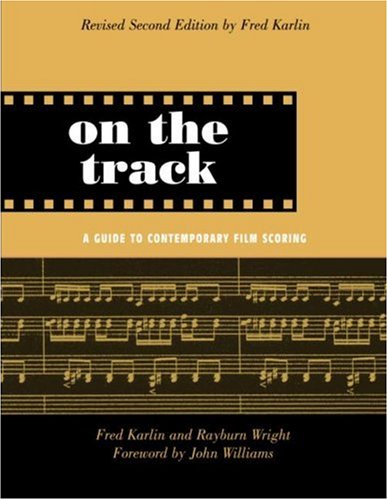 Revised Second Edition by Fred Karlin
on the
track
A GUIDE TO CONTEMPORARY FILM SCORING
Fred Karlin and Rayburn Wright
Foreword by John Williams